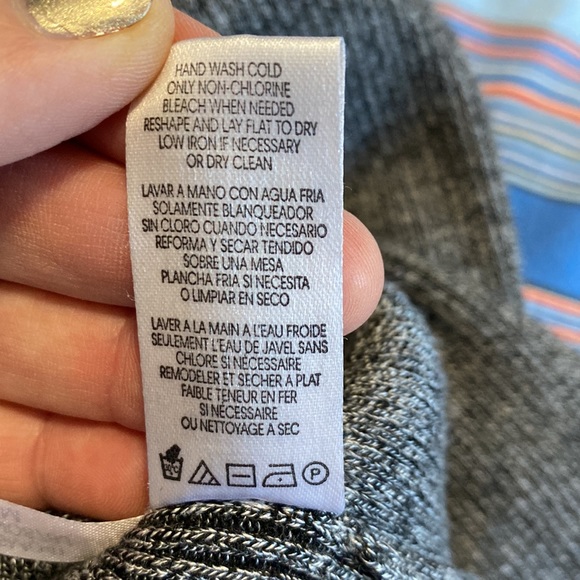 HAND WASH COLD
ONLY NON-CHLORINE
BLEACH WHEN NEEDED
RESHAPE AND LAY FLAT TO DRY
LOW IRON IF NECESSARY
OR DRY CLEAN
LAVAR A MANO CON AGUA FRIA
SOLAMENTE BLANQUEADOR
SIN CLORO CUANDO NECESARIO
REFORMA Y SECAR TENDIDO
SOBRE UNA MESA
PLANCHA FRIA SI NECESITA
O LIMPIAR EN SECO
LAVER A LA MAIN A L'EAU FROIDE
SEULEMENT L'EAU DE JAVEL SANS
CHLORE SI NÉCESSAIRE
REMODELER ET SECHER A PLAT
FAIBLE TENEUR EN FER
SI NÉCESSAIRE
OU NETTOYAGE A SEC
30°C P